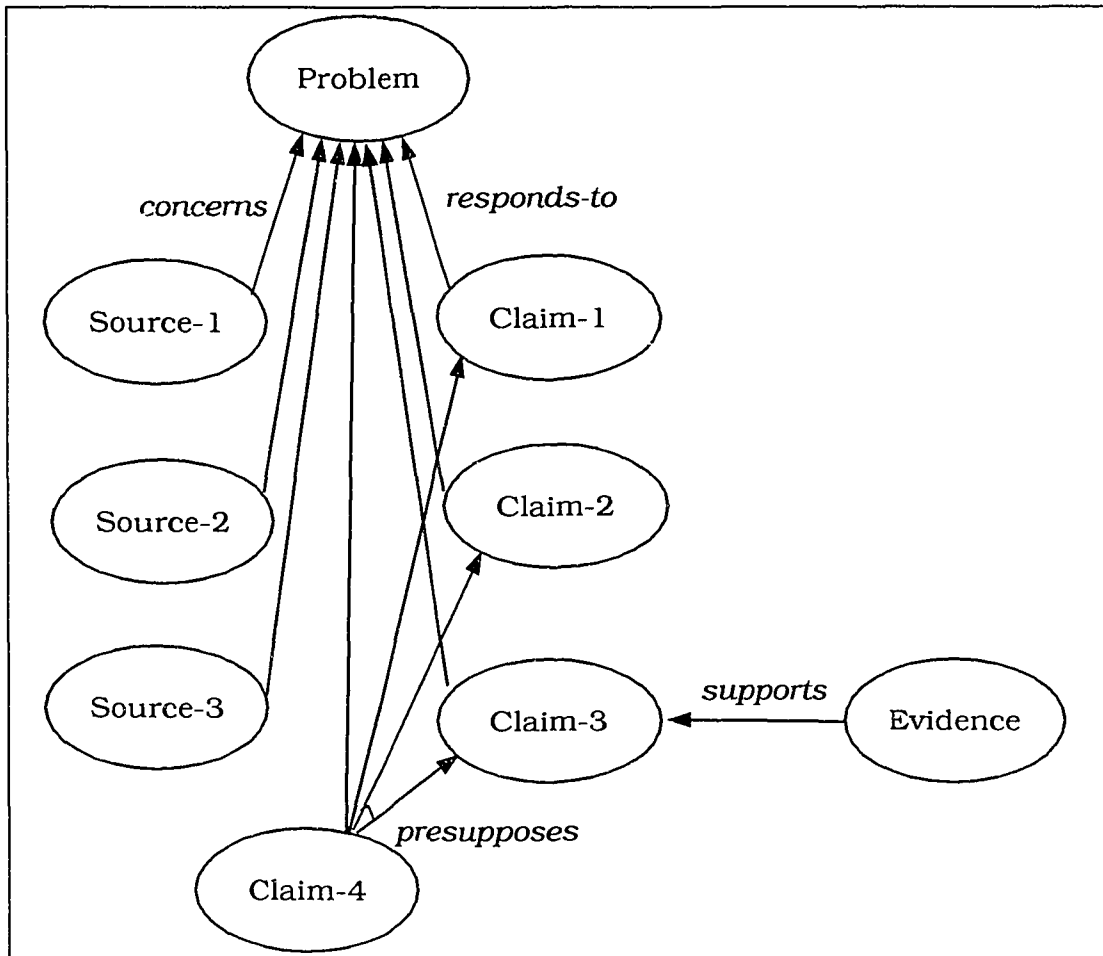 Problem
concerns
responds-to
Source-1
Claim-1
Source-2
Claim-2
Source-3
Claim-3
supports
Evidence
presupposes
Claim-4